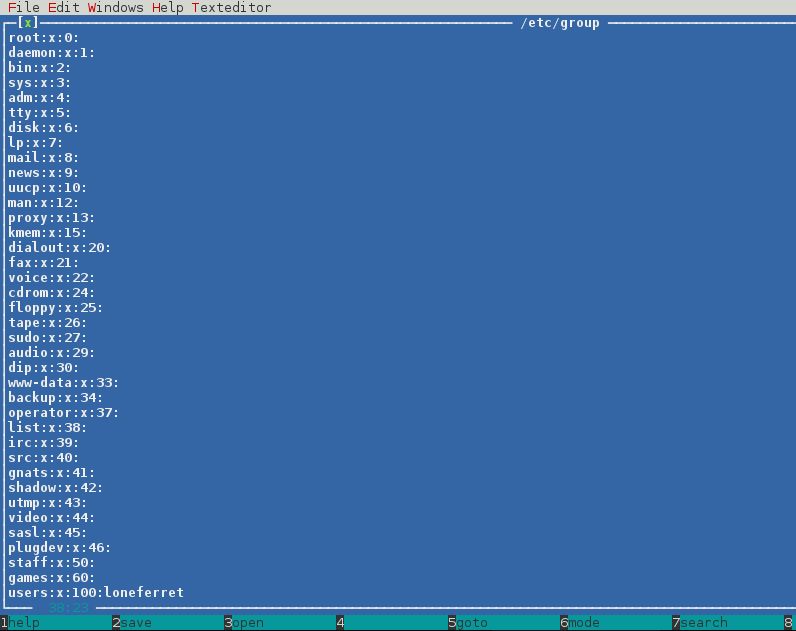 File Edit Windows Help Texteditor
[x] /etc/group
root:x:0:
daemon:x:1:
bin:x:2:
sys:x:3:
adm:x:4:
tty:x:5:
disk:x:6:
lp:x:7:
mail:x:8:
news:x:9:
uucp:x:10:
man:x:12:
proxy:x:13:
kmem:x:15:
dialout:x:20:
fax:x:21:
voice:x:22:
cdrom:x:24:
floppy:x:25:
tape:x:26:
sudo:x:27:
audio:x:29:
dip:x:30:
www-data:x:33:
backup:x:34:
operator:x:37:
list:x:38:
irc:x:39:
src:x:40:
gnats:x:41:
shadow:x:42:
utmp:x:43:
video:x:44:
sasl:x:45:
plugdev:x:46:
staff:x:50:
games:x:60:
users:x:100:loneferret
38:23
1help 2save 3open 4 5goto 6mode 7search 8